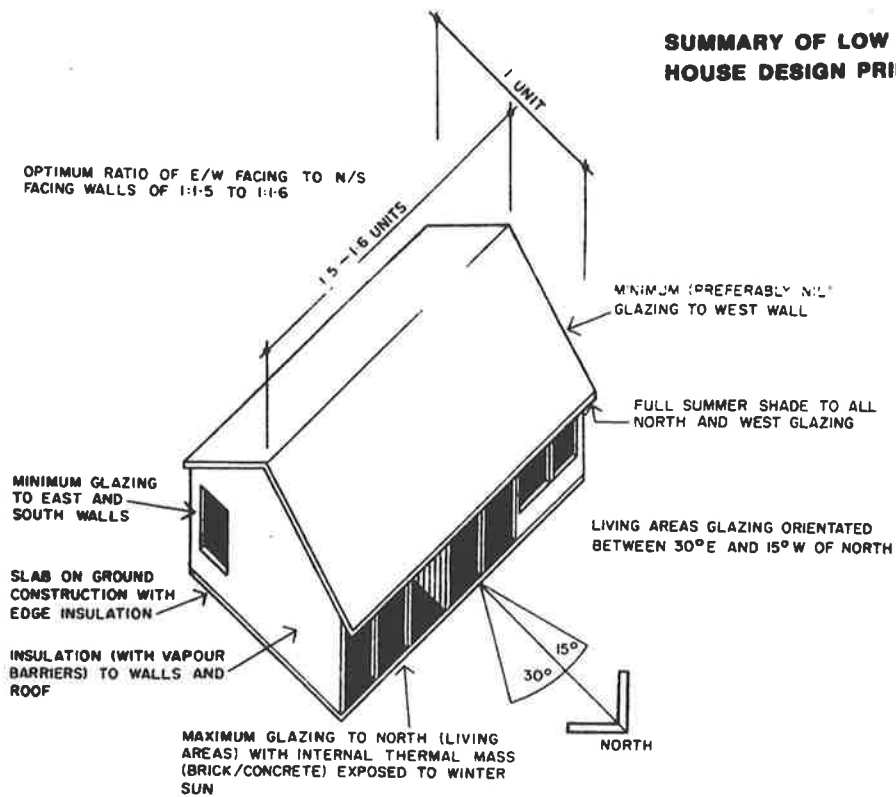 SUMMARY OF LOW
HOUSE DESIGN
1 UNIT
OPTIMUM RATIO OF E/W FACING TO N/S
FACING WALLS OF 1:1·5 TO 1:1·6
1·5 - 1·6 UNITS
MINIMUM (PREFERABLY NIL)
GLAZING TO WEST WALL
FULL SUMMER SHADE TO ALL
NORTH AND WEST GLAZING
MINIMUM GLAZING
TO EAST AND
SOUTH WALLS
LIVING AREAS GLAZING ORIENTATED
BETWEEN 30°E AND 15°W OF NORTH
SLAB ON GROUND
CONSTRUCTION WITH
EDGE INSULATION
INSULATION (WITH VAPOUR
BARRIERS) TO WALLS AND
ROOF
15°
30°
NORTH
MAXIMUM GLAZING TO NORTH (LIVING
AREAS) WITH INTERNAL THERMAL MASS
(BRICK/CONCRETE) EXPOSED TO WINTER
SUN